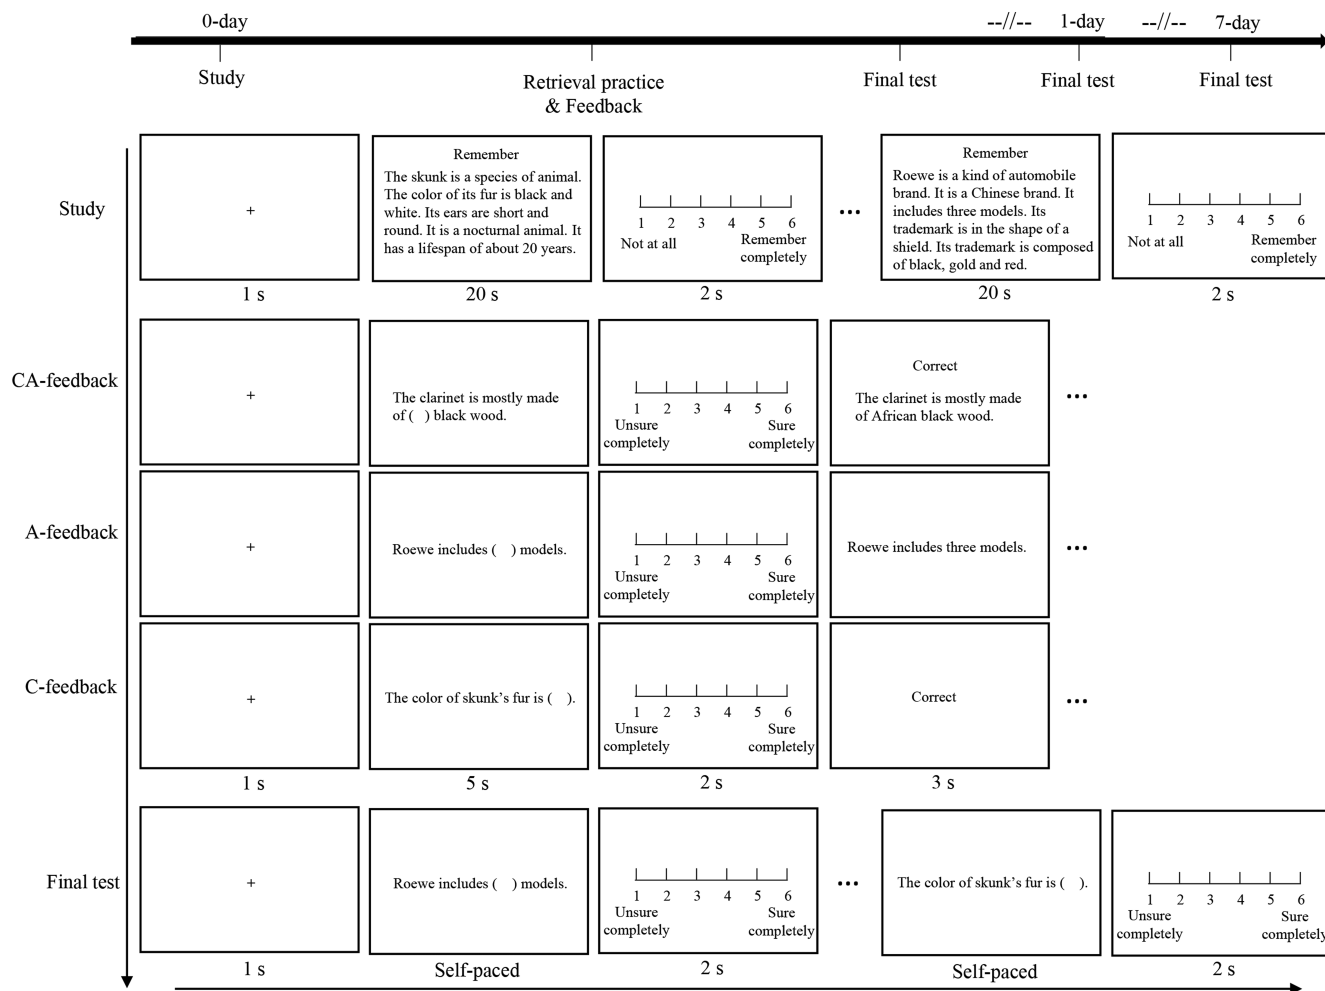 0-day
--//--
1-day
--//--
7-day
Study
Retrieval practice
& Feedback
Final test
Final test
Final test
Study
+
Remember
The skunk is a species of animal.
The color of its fur is black and
white. Its ears are short and
round. It is a nocturnal animal. It
has a lifespan of about 20 years.
1 2 3 4 5 6
Not at all
Remember
completely
...
Remember
Roewe is a kind of automobile
brand. It is a Chinese brand. It
includes three models. Its
trademark is in the shape of a
shield. Its trademark is composed
of black, gold and red.
1 2 3 4 5 6
Not at all
Remember
completely
1 s
20 s
2 s
20 s
2 s
CA-feedback
+
The clarinet is mostly made
of (   ) black wood.
1 2 3 4 5 6
Unsure
completely
Sure
completely
Correct
The clarinet is mostly made
of African black wood.
...
A-feedback
+
Roewe includes (   ) models.
1 2 3 4 5 6
Unsure
completely
Sure
completely
Roewe includes three models.
...
C-feedback
+
The color of skunk's fur is (   ).
1 2 3 4 5 6
Unsure
completely
Sure
completely
Correct
...
1 s
5 s
2 s
3 s
Final test
+
Roewe includes (   ) models.
1 2 3 4 5 6
Unsure
completely
Sure
completely
...
The color of skunk's fur is (   ).
1 2 3 4 5 6
Unsure
completely
Sure
completely
1 s
Self-paced
2 s
Self-paced
2 s